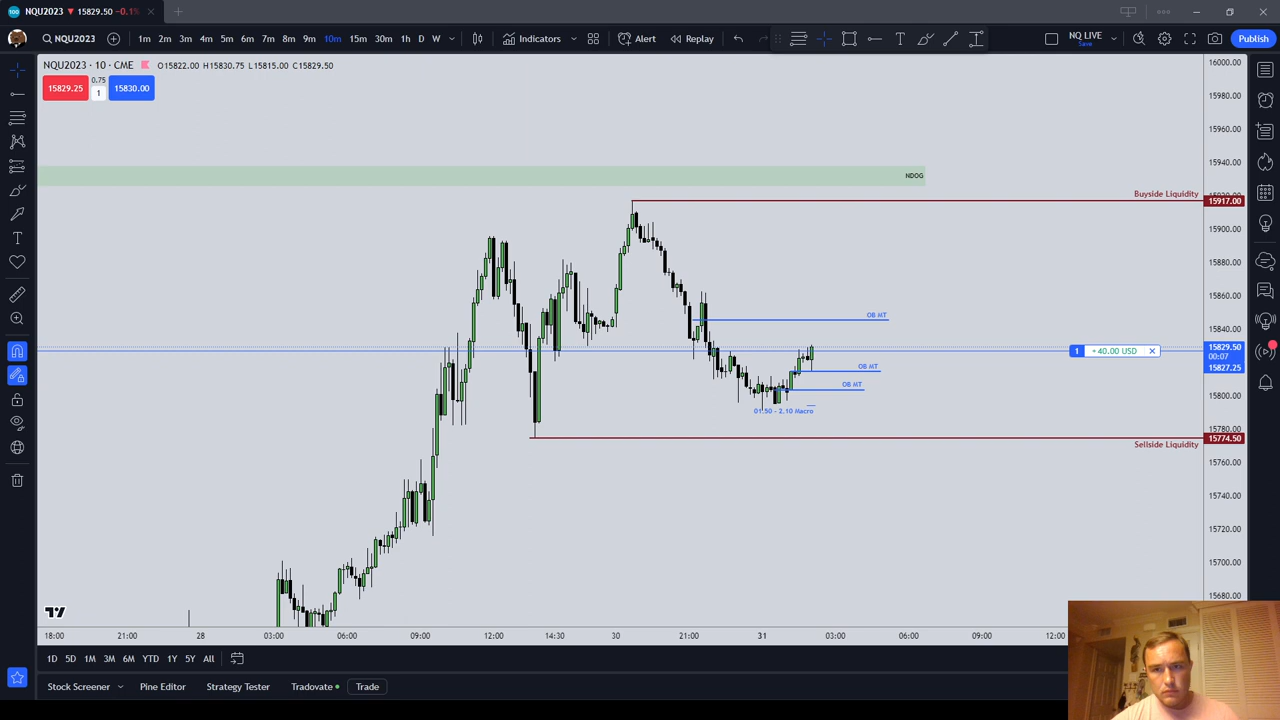 NQU2023 15829.50 -0.1%
NQU2023 1m 2m 3m 4m 5m 6m 7m 8m 9m 10m 15m 30m 1h D W Indicators Alert Replay NQ LIVE Save Publish
NQU2023 · 10 · CME O15822.00 H15830.75 L15815.00 C15829.50
15829.25 0.75 1 15830.00
16000.00
15980.00
15960.00
15940.00
NDOG
Buyside Liquidity
15917.00
15900.00
15880.00
15860.00
OB MT
15840.00
1 +40.00 USD
15829.50
00:07
15827.25
OB MT
OB MT
15800.00
01.50 - 2.10 Macro
15780.00
15774.50
Sellside Liquidity
15760.00
15740.00
15720.00
15700.00
15680.00
18:00 21:00 28 03:00 06:00 09:00 12:00 14:30 30 21:00 31 03:00 06:00 09:00 12:00
1D 5D 1M 3M 6M YTD 1Y 5Y All
Stock Screener Pine Editor Strategy Tester Tradovate Trade